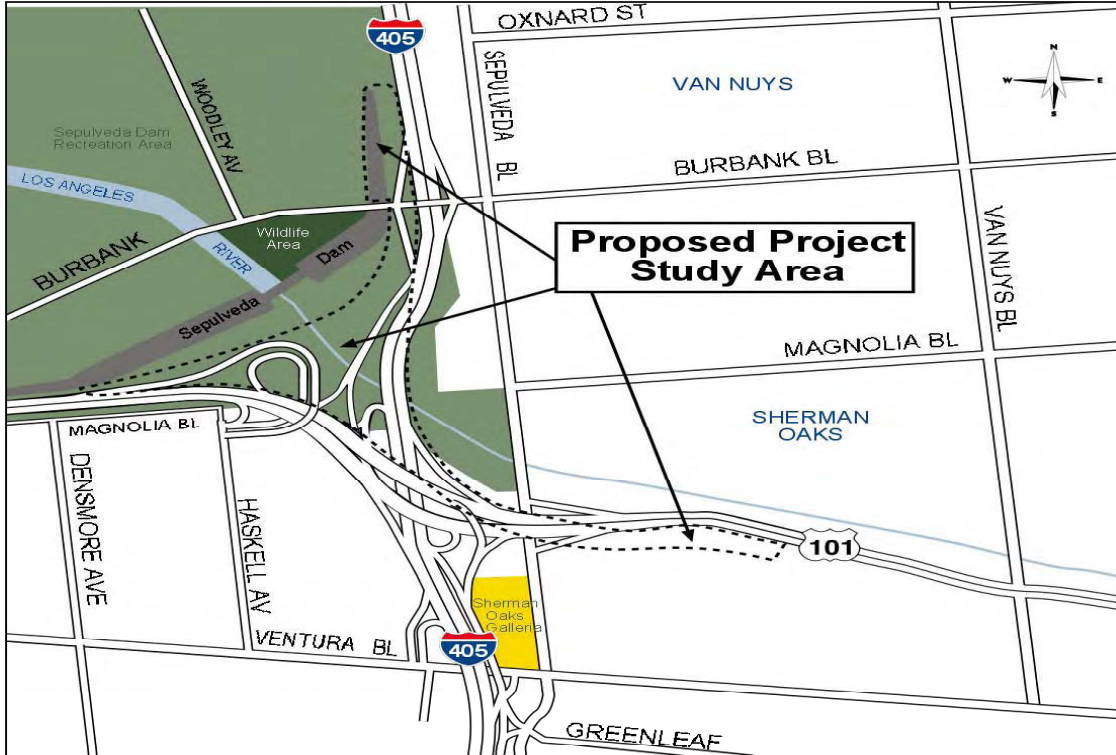 OXNARD ST
405
N
W
E
S
SEPULVEDA BL
VAN NUYS
WOODLEY AV
Sepulveda Dam
Recreation Area
BURBANK BL
LOS ANGELES
RIVER
Wildlife
Area
BURBANK
Dam
Sepulveda
Proposed Project
Study Area
VAN NUYS BL
MAGNOLIA BL
SHERMAN
OAKS
MAGNOLIA BL
DENSMORE AVE
HASKELL AV
101
Sherman
Oaks
Galleria
VENTURA BL
405
GREENLEAF